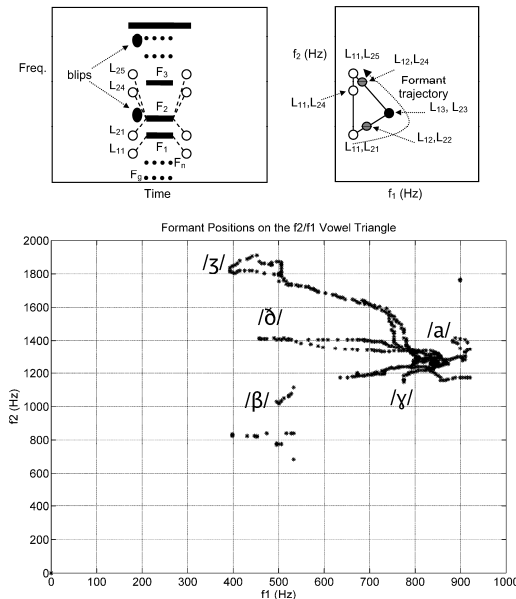 Freq.
blips
L25
L24
L21
L11
F3
F2
F1
Fg
Fn
Time
f2 (Hz)
L11,L25
L12,L24
Formant
trajectory
L11,L24
L13, L23
L12,L22
L11,L21
f1 (Hz)
Formant Positions on the f2/f1 Vowel Triangle
2000
1800
1600
1400
1200
1000
800
600
400
200
0
f2 (Hz)
/ʒ/
/ð/
/a/
/β/
/ɣ/
0 100 200 300 400 500 600 700 800 900 1000
f1 (Hz)